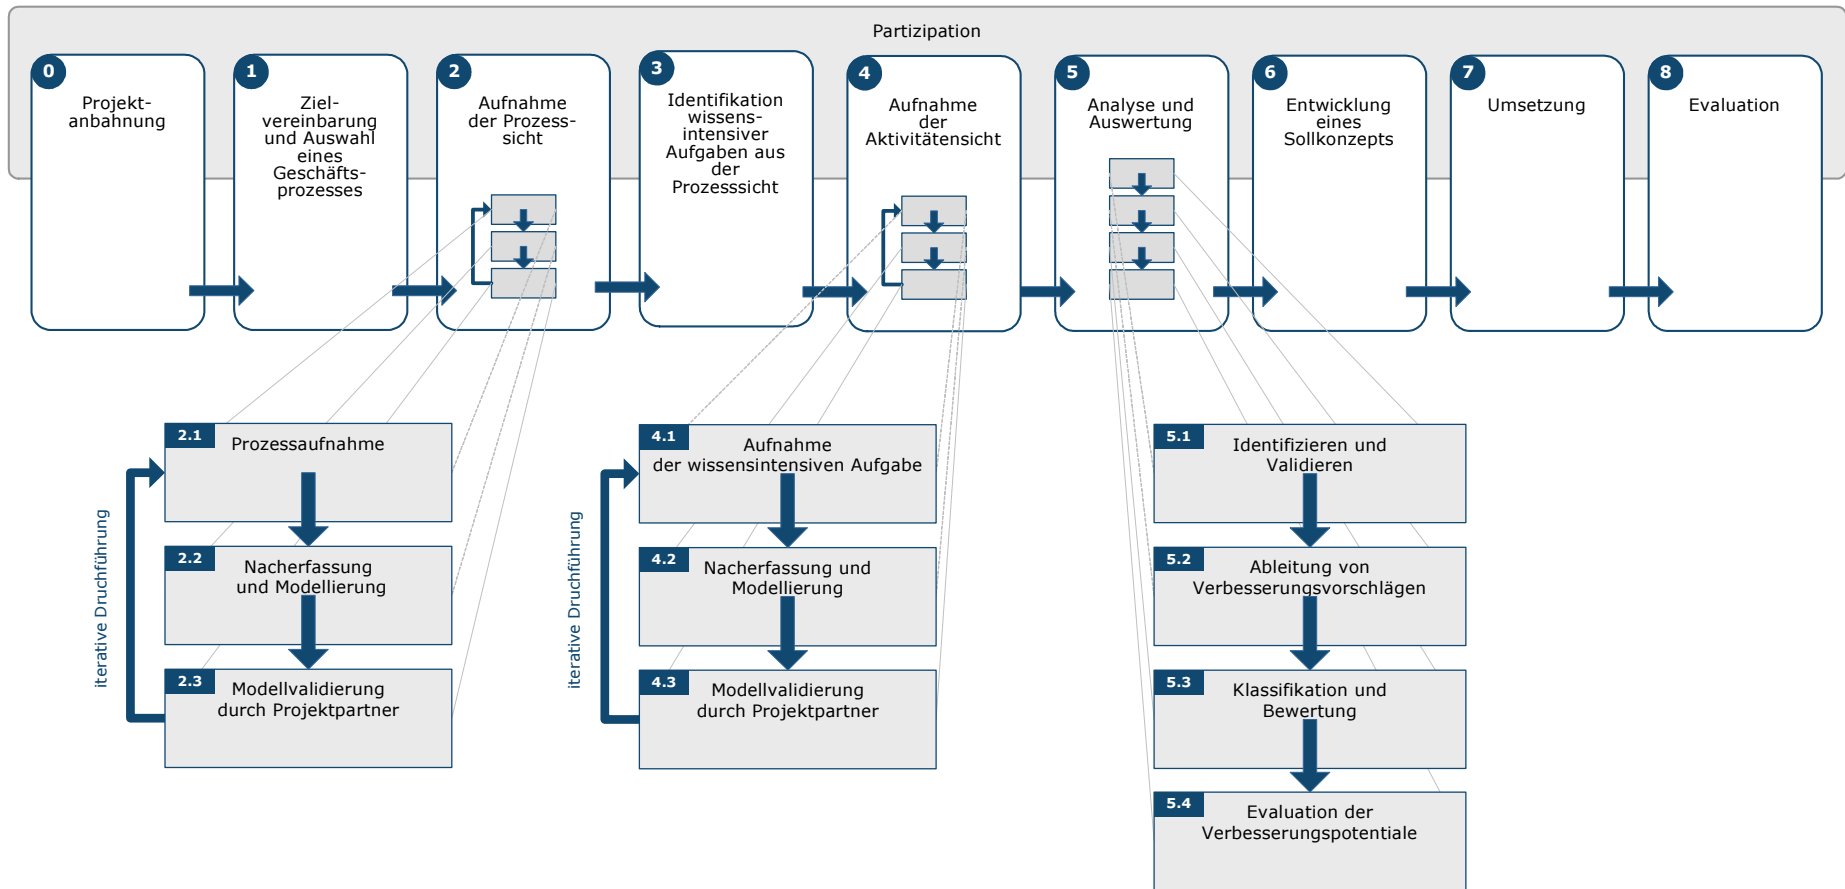 Partizipation
0
Projekt-
anbahnung
1
Ziel-
vereinbarung
und Auswahl
eines
Geschäfts-
prozesses
2
Aufnahme
der Prozess-
sicht
3
Identifikation
wissens-
intensiver
Aufgaben aus
der
Prozesssicht
4
Aufnahme
der
Aktivitätensicht
5
Analyse und
Auswertung
6
Entwicklung
eines
Sollkonzepts
7
Umsetzung
8
Evaluation
iterative Druchführung
2.1
Prozessaufnahme
2.2
Nacherfassung
und Modellierung
2.3
Modellvalidierung
durch Projektpartner
iterative Druchführung
4.1
Aufnahme
der wissensintensiven Aufgabe
4.2
Nacherfassung und
Modellierung
4.3
Modellvalidierung
durch Projektpartner
5.1
Identifizieren und
Validieren
5.2
Ableitung von
Verbesserungsvorschlägen
5.3
Klassifikation und
Bewertung
5.4
Evaluation der
Verbesserungspotentiale